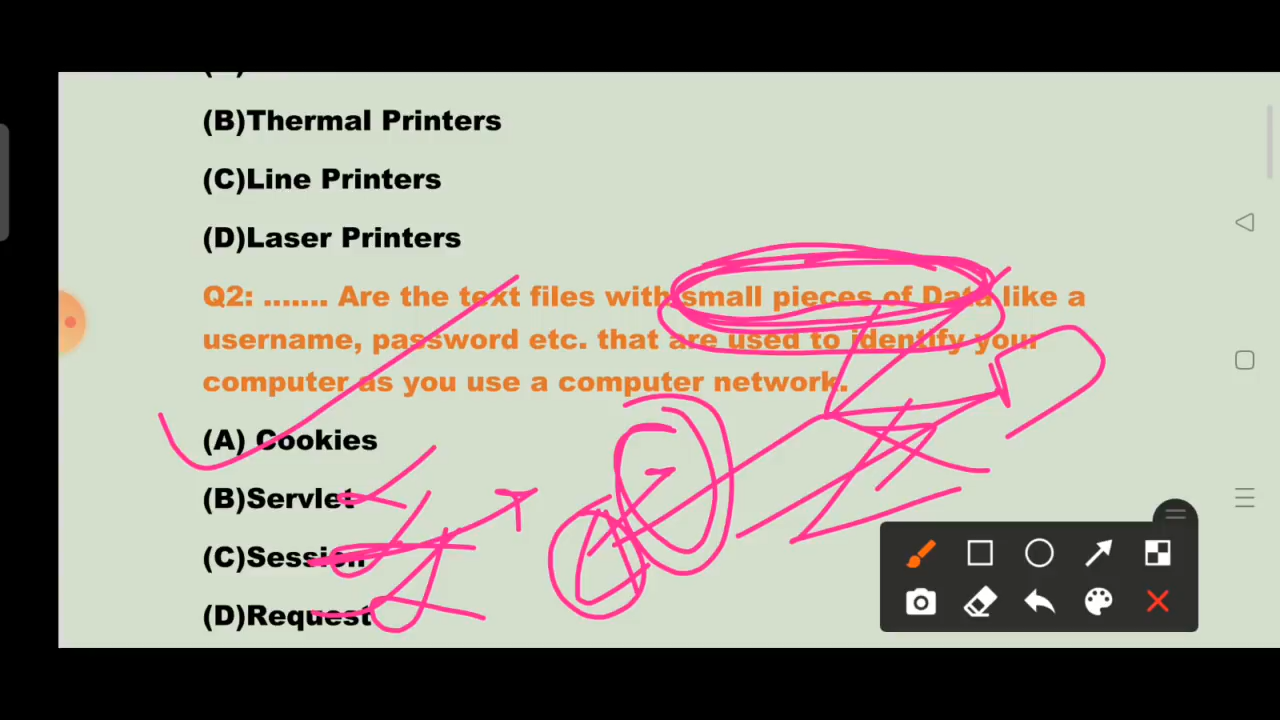 (B)Thermal Printers
(C)Line Printers
(D)Laser Printers
Q2: ....... Are the text files with small pieces of Data like a
username, password etc. that are used to identify your
computer as you use a computer network.
(A) Cookies
(B)Servlet
(C)Session
(D)Request